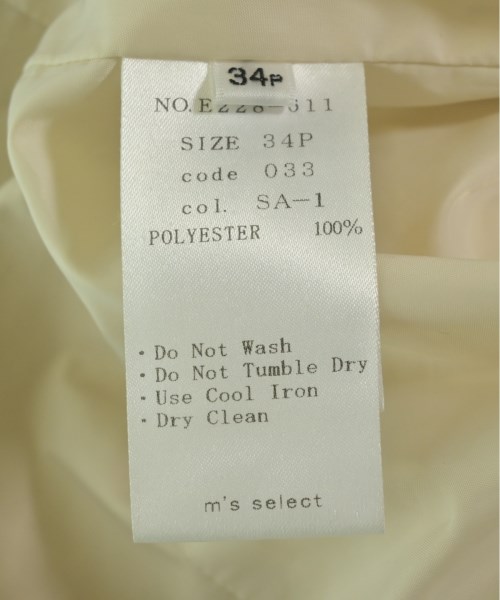 34P
NO.
SIZE 34P
code 033
col. SA-1
POLYESTER 100%
・Do Not Wash
・Do Not Tumble Dry
・Use Cool Iron
・Dry Clean
m's select